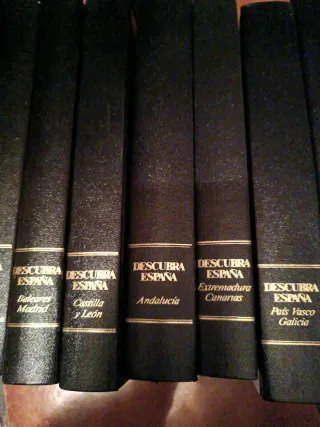 DESCUBRA
ESPAÑA
Baleares
Madrid
DESCUBRA
ESPAÑA
Castilla
y León
DESCUBRA
ESPAÑA
Andalucía
DESCUBRA
ESPAÑA
Extremadura
Canarias
DESCUBRA
ESPAÑA
País Vasco
Galicia